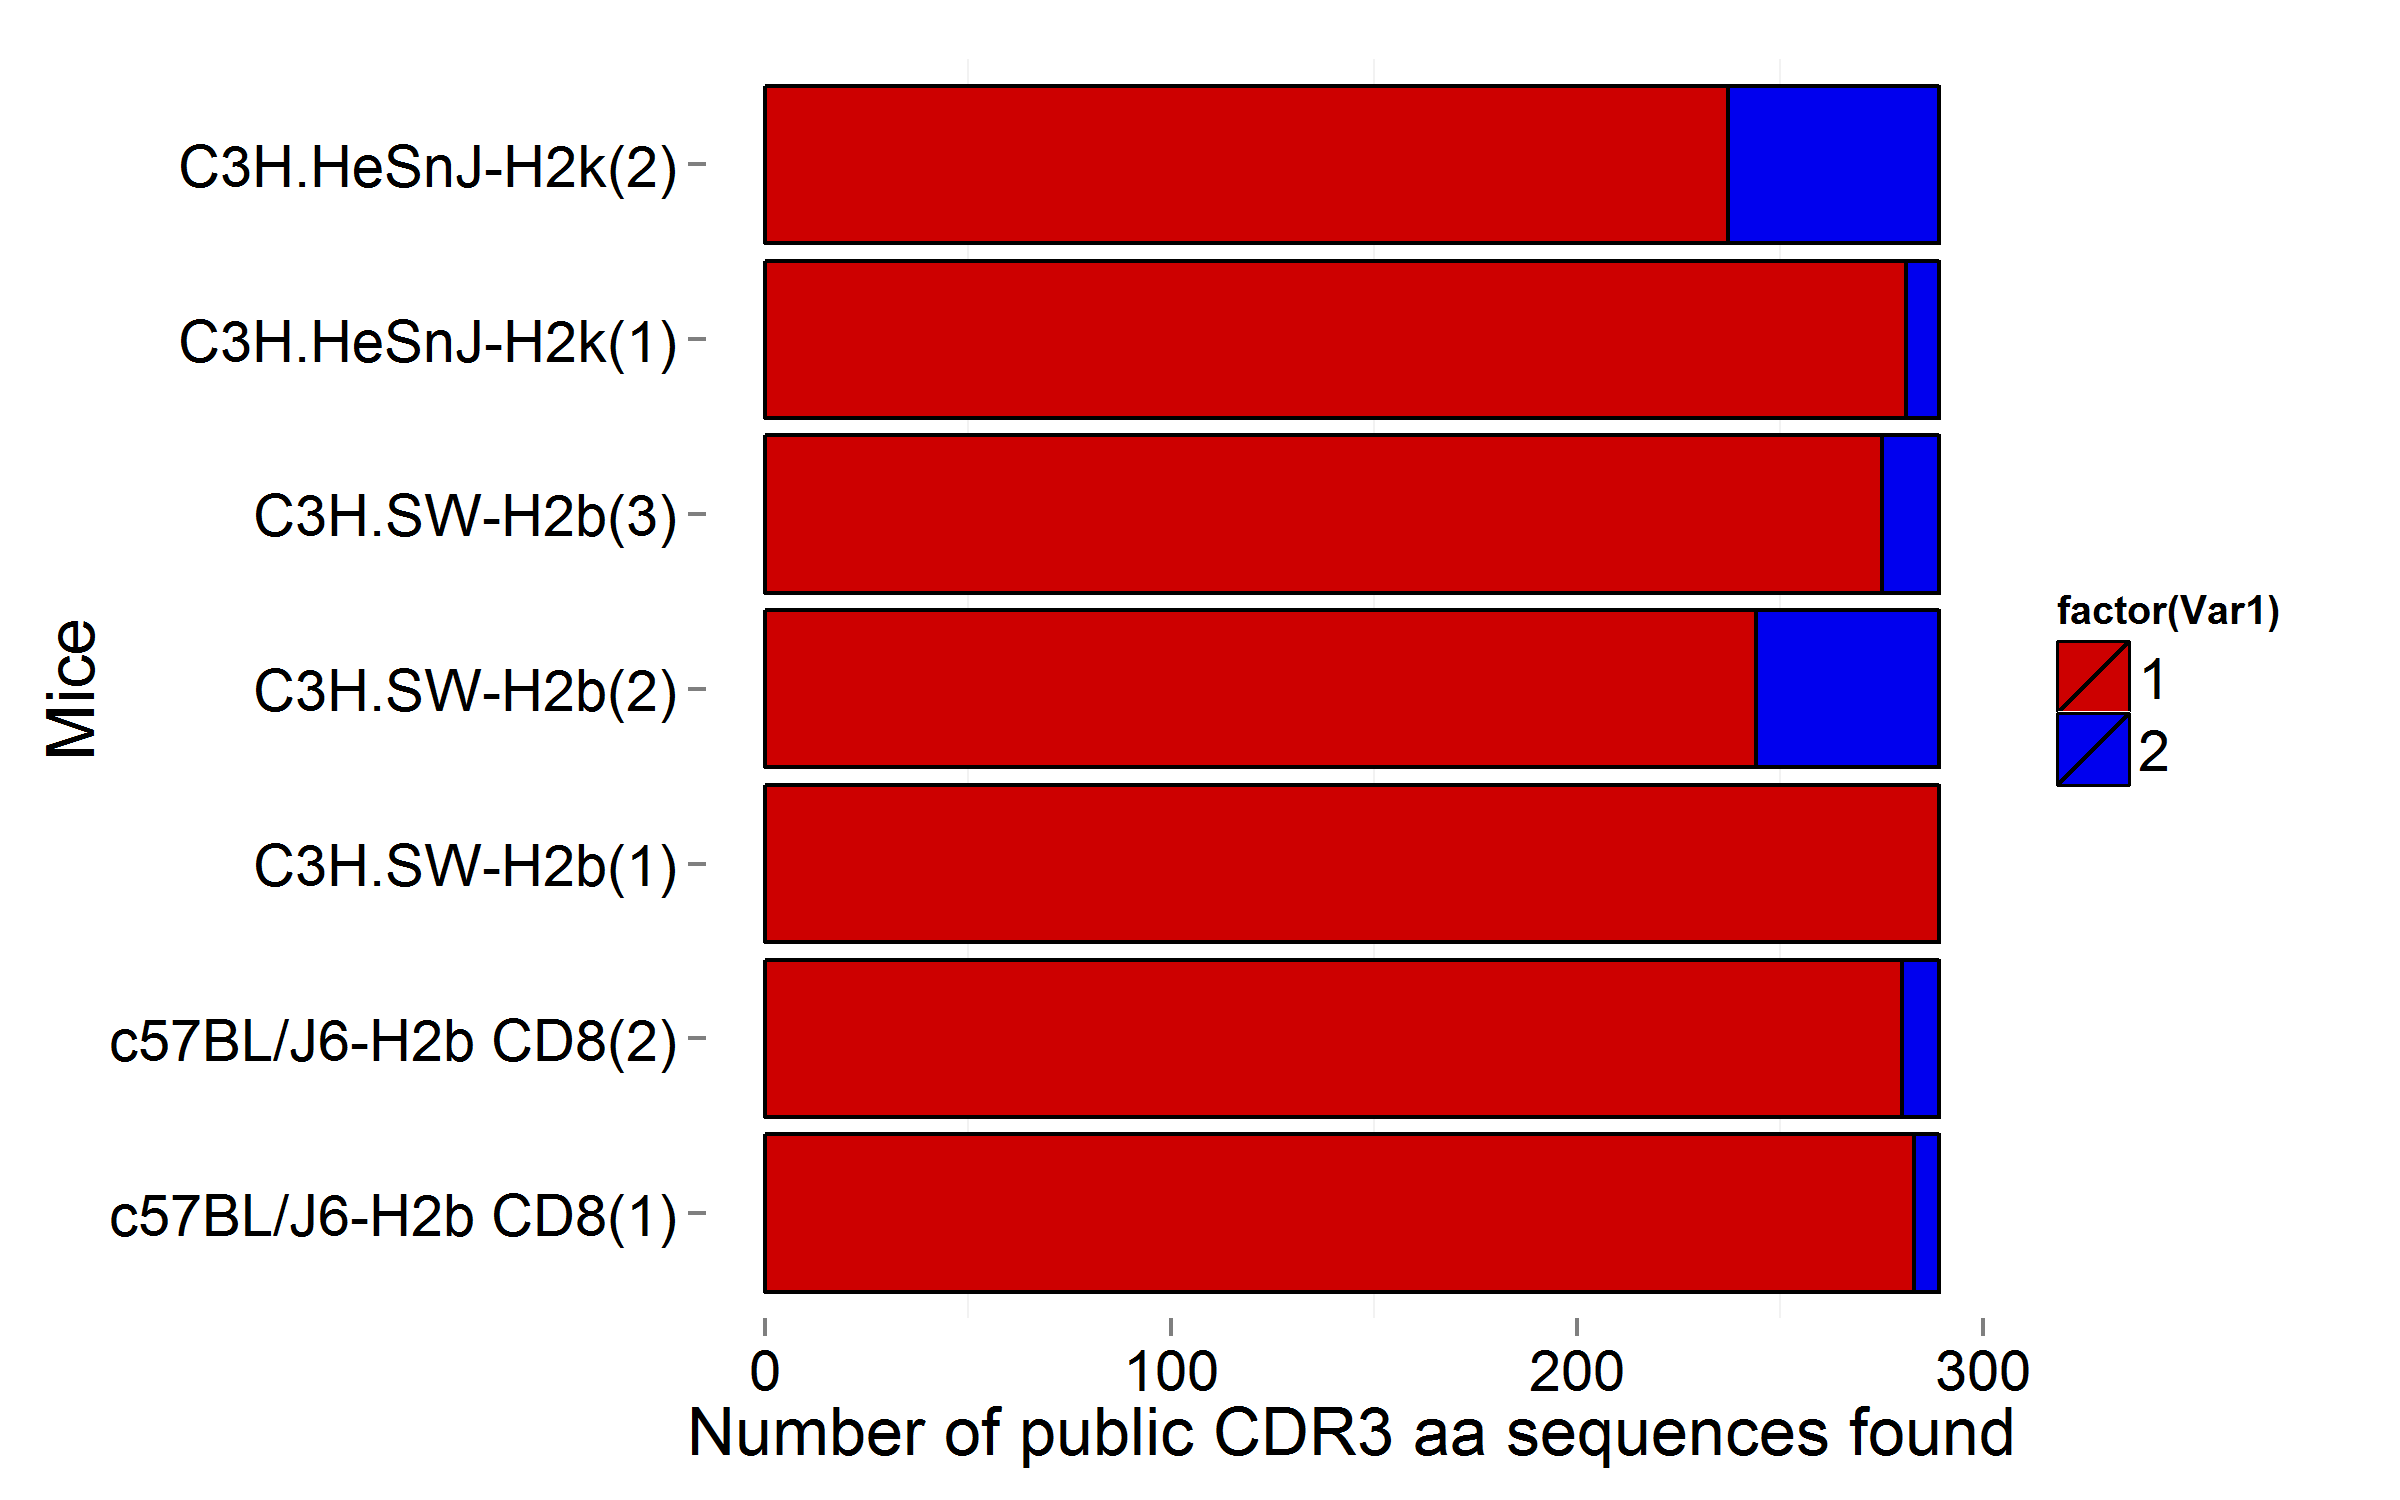 C3H.HeSnJ-H2k(2)
C3H.HeSnJ-H2k(1)
C3H.SW-H2b(3)
C3H.SW-H2b(2)
C3H.SW-H2b(1)
c57BL/J6-H2b CD8(2)
c57BL/J6-H2b CD8(1)
Mice
0 100 200 300
Number of public CDR3 aa sequences found
factor(Var1)
1
2